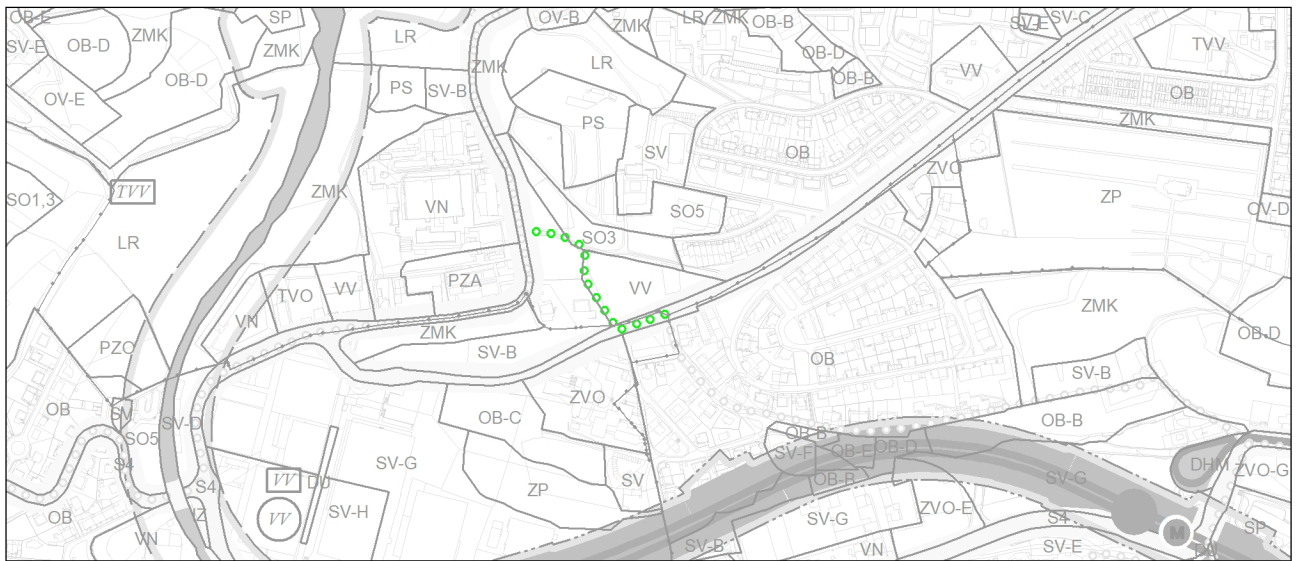 OB-E
SP
OV-B
ZMK
LR
ZMK
OB-B
SV-E
SV-C
SV-E
OB-D
ZMK
ZMK
LR
ZMK
LR
OB-D
TVV
OB-D
OB-B
VV
OV-E
PS
SV-B
OB
PS
ZMK
SV
OB
ZVO
SO1,3
TVV
ZMK
ZP
VN
SO5
OV-D
LR
SO3
PZA
TVO
VV
VV
ZMK
VN
ZMK
OB-D
PZO
SV-B
OB
SV-B
ZVO
OB
SM
SV-D
OB-C
OB-B
SO5
OB-B
SV-F
OB-E
OB-D
S4
SV-G
DHM
ZVO-G
VV
DU
SV
SV-G
S4
ZP
OB-B
SV-H
ZVO-E
OB
VV
IZ
SV-G
S4
M
SP
VN
SV-B
VN
SV-E